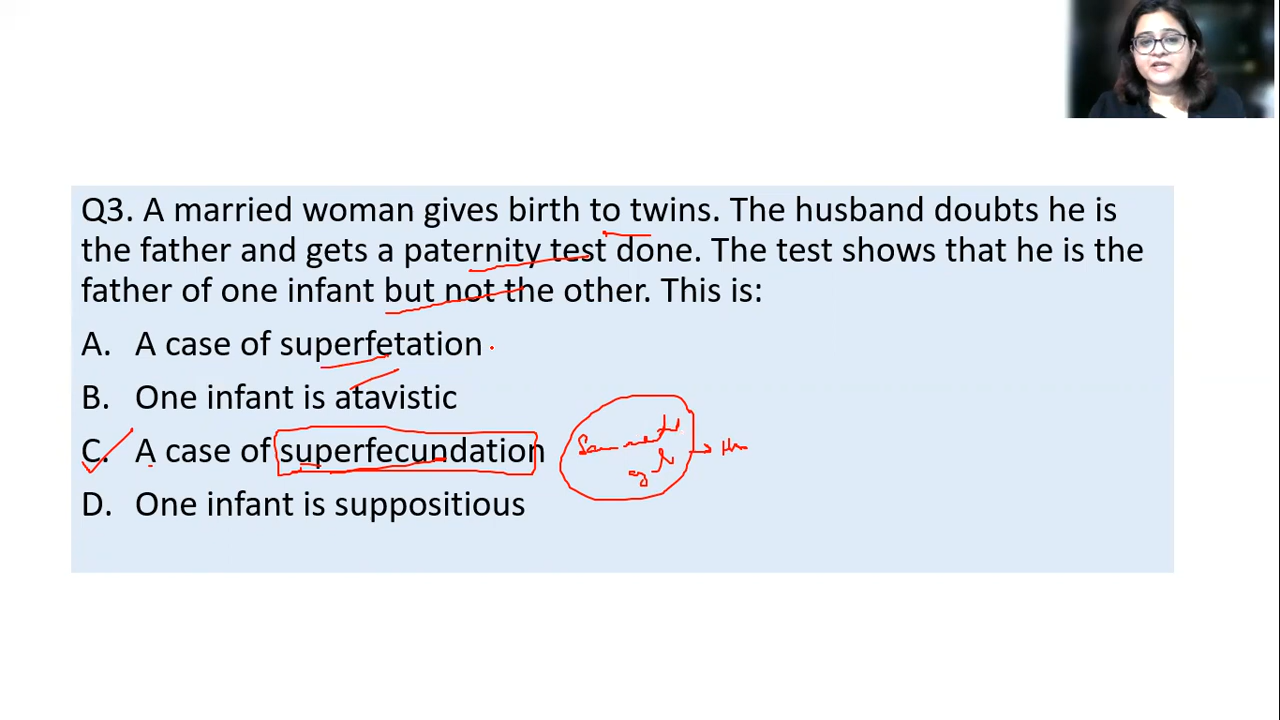 Q3. A married woman gives birth to twins. The husband doubts he is
the father and gets a paternity test done. The test shows that he is the
father of one infant but not the other. This is:
A. A case of superfetation
B. One infant is atavistic
C. A case of superfecundation
D. One infant is suppositious